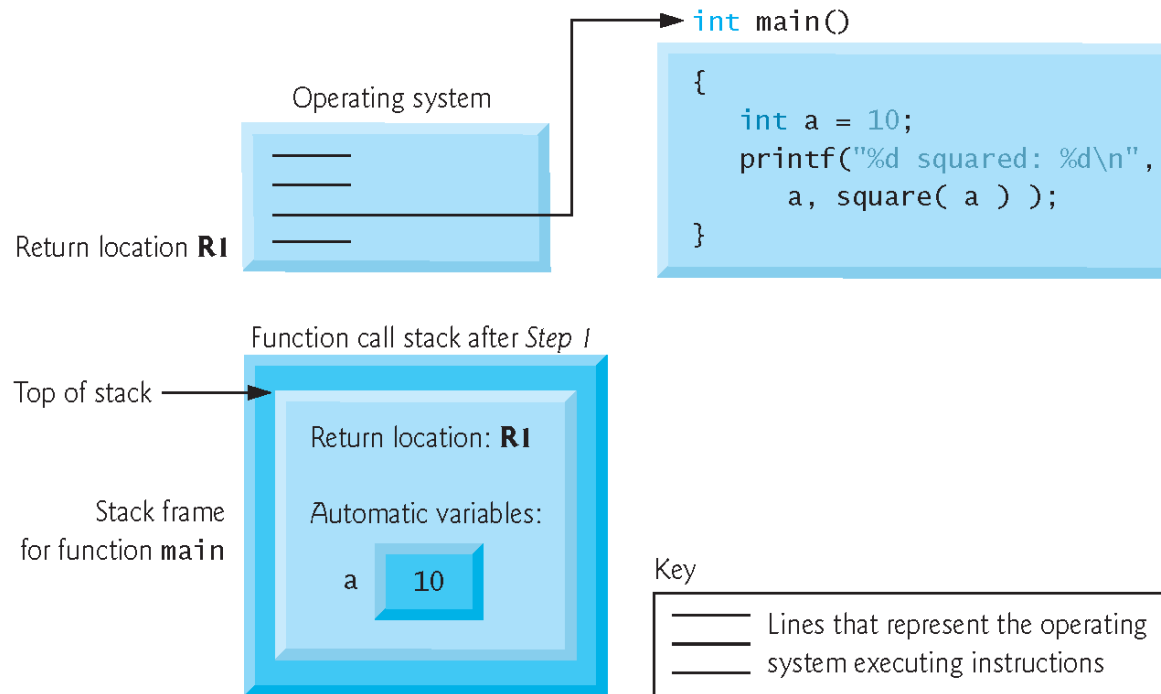 int main()
{
int a = 10;
printf("%d squared: %d\n",
a, square( a ) );
}
Operating system
Return location R1
Function call stack after Step 1
Top of stack
Return location: R1
Stack frame
for function main
Automatic variables:
a 10
Key
Lines that represent the operating
system executing instructions